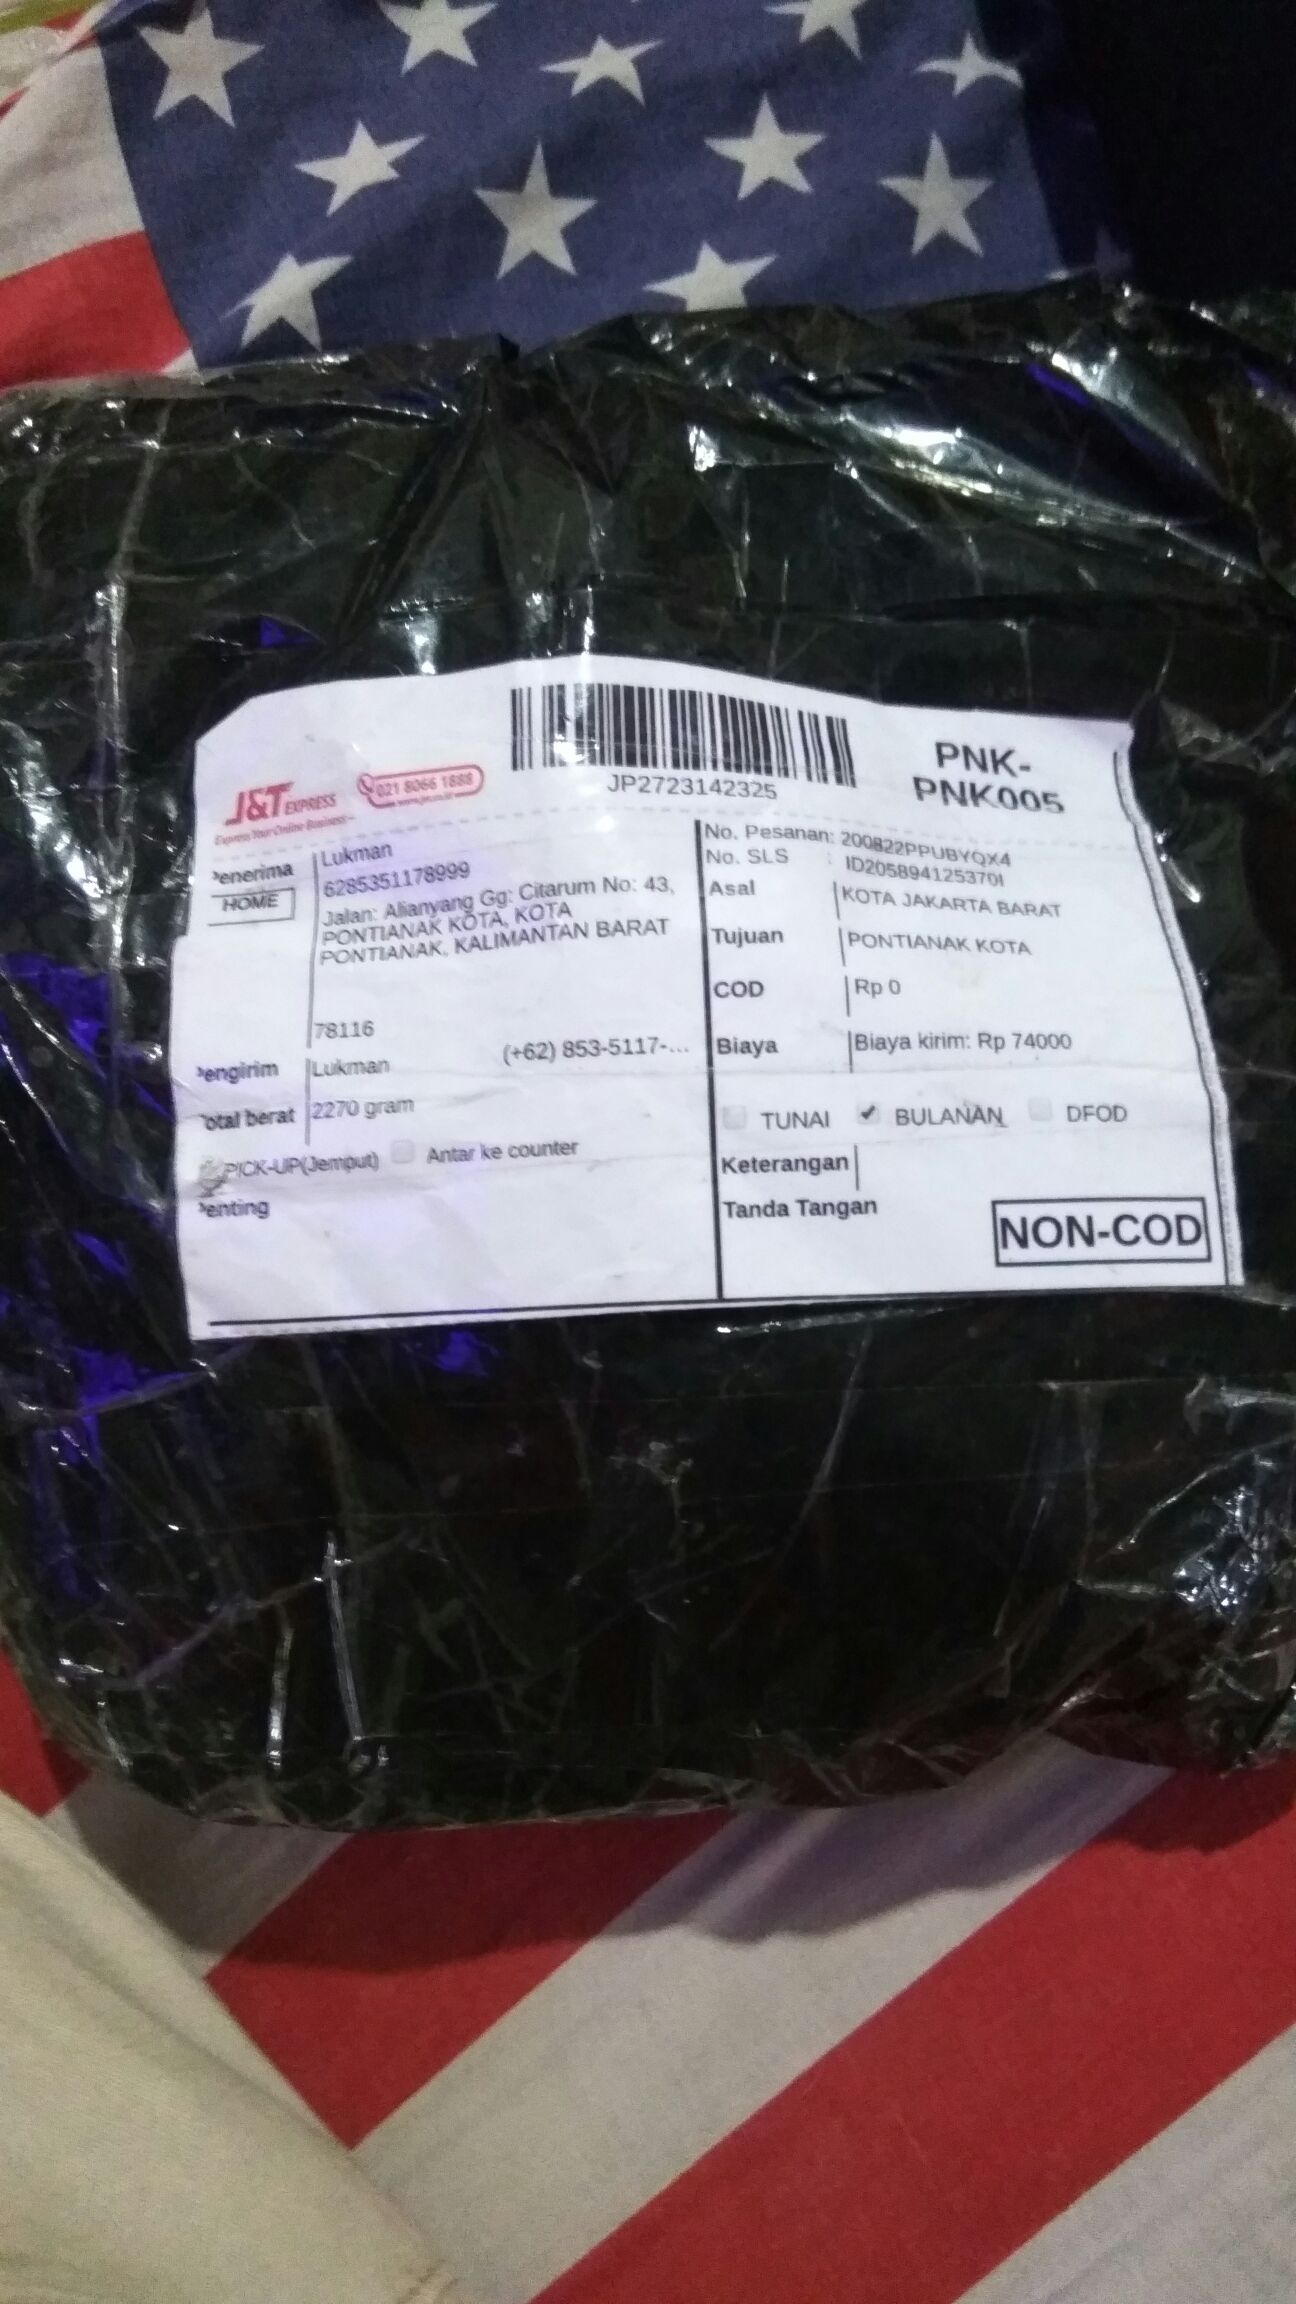 J&T EXPRESS
Express Your Online Business
021 8066 1888
JP2723142325
PNK-
PNK005
Penerima
HOME
Lukman
6285351178999
Jalan: Alianyang Gg: Citarum No: 43,
PONTIANAK KOTA, KOTA
PONTIANAK, KALIMANTAN BARAT
78116
Pengirim Lukman (+62) 853-5117-...
Total berat 2270 gram
PICK-UP(Jemput) Antar ke counter
Penting
No. Pesanan: 200822PPUBYQX4
No. SLS : ID205894125370I
Asal KOTA JAKARTA BARAT
Tujuan PONTIANAK KOTA
COD Rp 0
Biaya Biaya kirim: Rp 74000
TUNAI BULANAN DFOD
Keterangan
Tanda Tangan
NON-COD